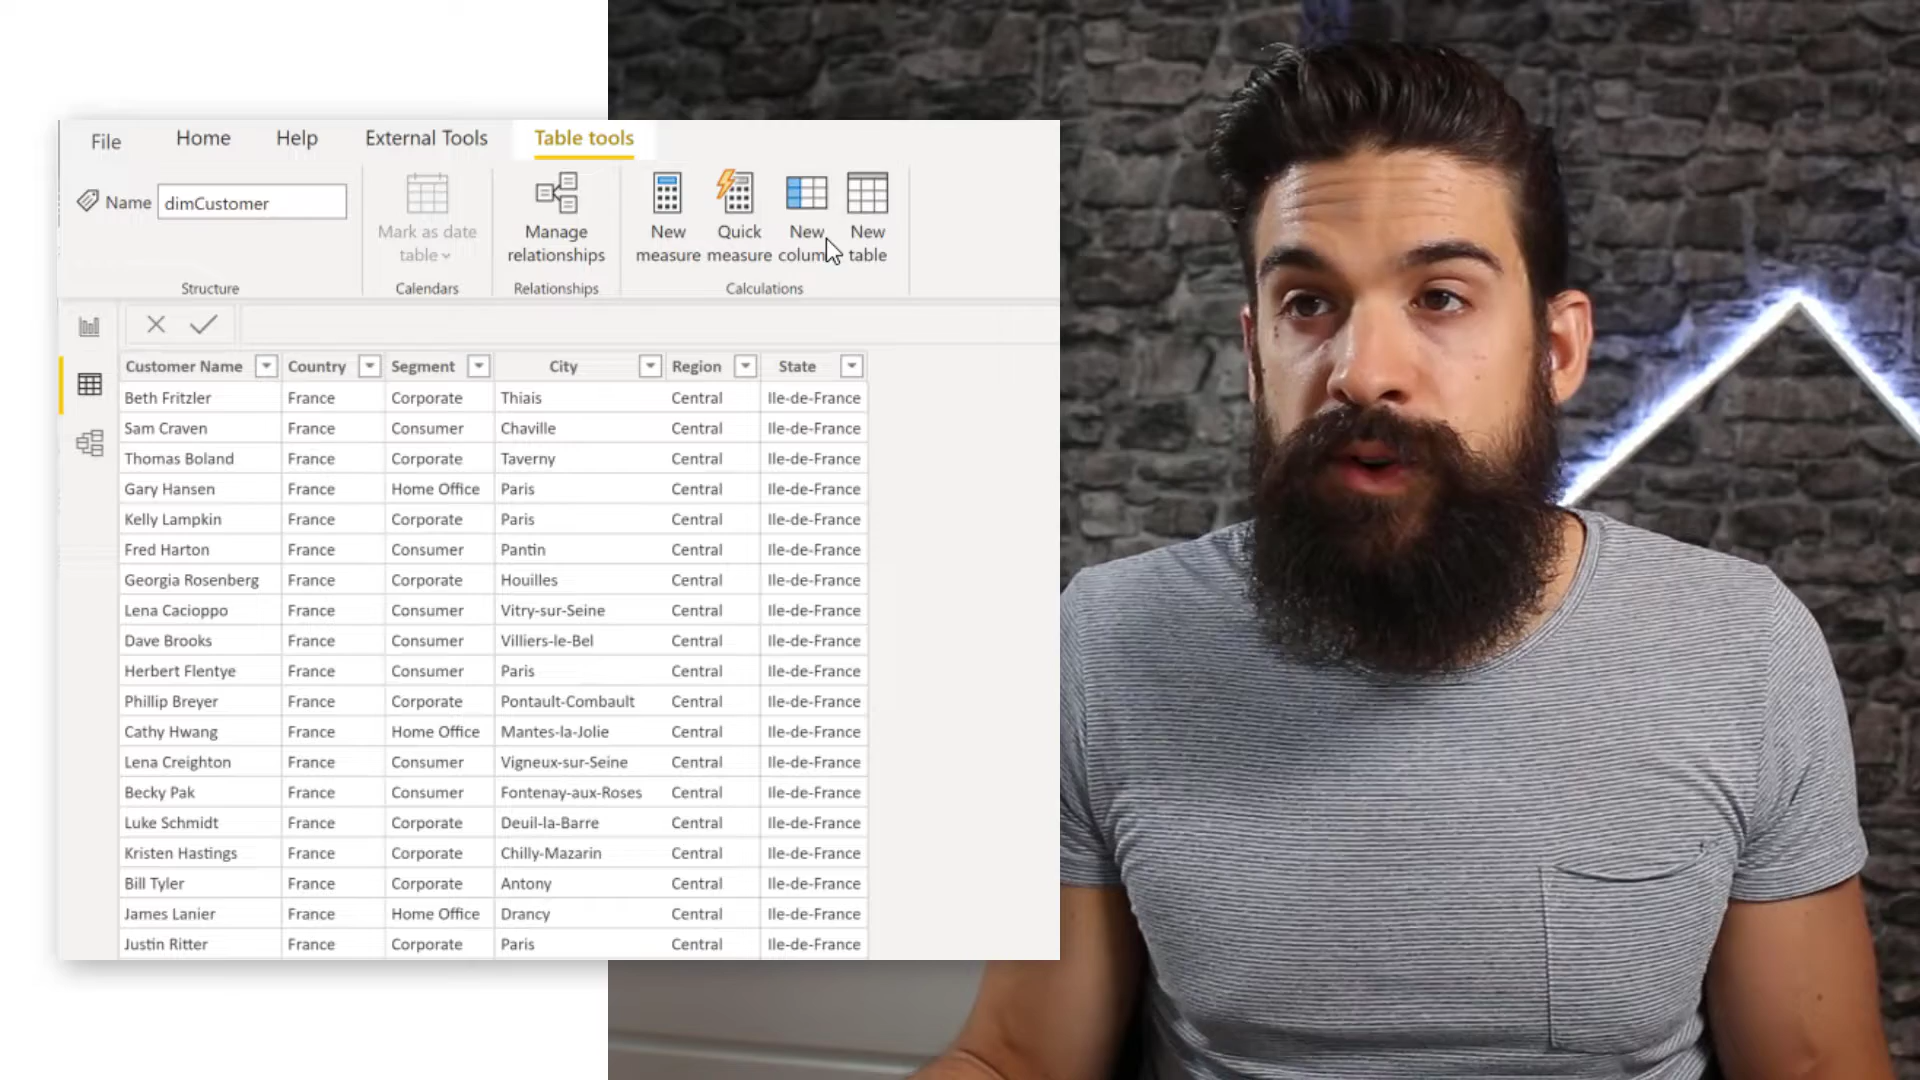 File Home Help External Tools Table tools
Name dimCustomer
Mark as date table
Manage relationships
New measure
Quick measure
New
New table
Structure Calendars Relationships Calculations
Customer Name Country Segment City Region State
Beth Fritzler France Corporate Thiais Central Ile-de-France
Sam Craven France Consumer Chaville Central Ile-de-France
Thomas Boland France Corporate Taverny Central Ile-de-France
Gary Hansen France Home Office Paris Central Ile-de-France
Kelly Lampkin France Corporate Paris Central Ile-de-France
Fred Harton France Consumer Pantin Central Ile-de-France
Georgia Rosenberg France Corporate Houilles Central Ile-de-France
Lena Cacioppo France Consumer Vitry-sur-Seine Central Ile-de-France
Dave Brooks France Consumer Villiers-le-Bel Central Ile-de-France
Herbert Flentye France Consumer Paris Central Ile-de-France
Phillip Breyer France Corporate Pontault-Combault Central Ile-de-France
Cathy Hwang France Home Office Mantes-la-Jolie Central Ile-de-France
Lena Creighton France Consumer Vigneux-sur-Seine Central Ile-de-France
Becky Pak France Consumer Fontenay-aux-Roses Central Ile-de-France
Luke Schmidt France Corporate Deuil-la-Barre Central Ile-de-France
Kristen Hastings France Corporate Chilly-Mazarin Central Ile-de-France
Bill Tyler France Corporate Antony Central Ile-de-France
James Lanier France Home Office Drancy Central Ile-de-France
Justin Ritter France Corporate Paris Central Ile-de-France